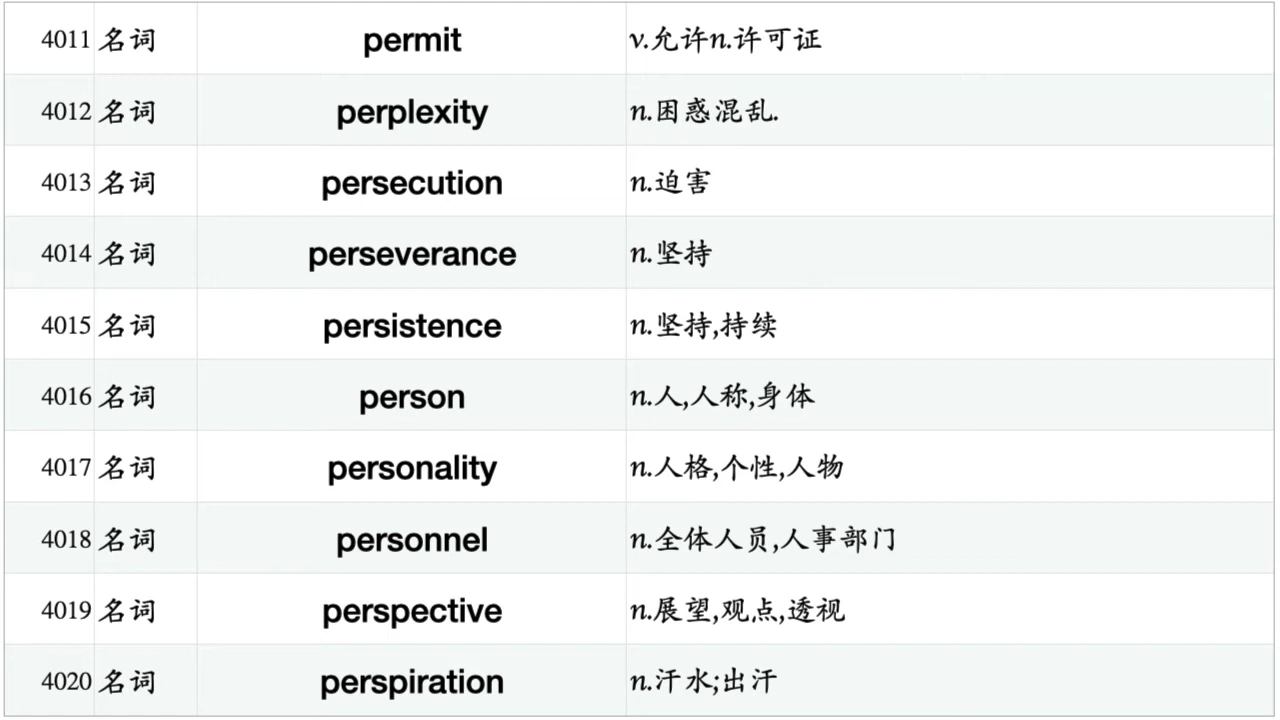 4011 名词 permit v.允许n.许可证
4012 名词 perplexity n.困惑混乱.
4013 名词 persecution n.迫害
4014 名词 perseverance n.坚持
4015 名词 persistence n.坚持,持续
4016 名词 person n.人,人称,身体
4017 名词 personality n.人格,个性,人物
4018 名词 personnel n.全体人员,人事部门
4019 名词 perspective n.展望,观点,透视
4020 名词 perspiration n.汗水;出汗